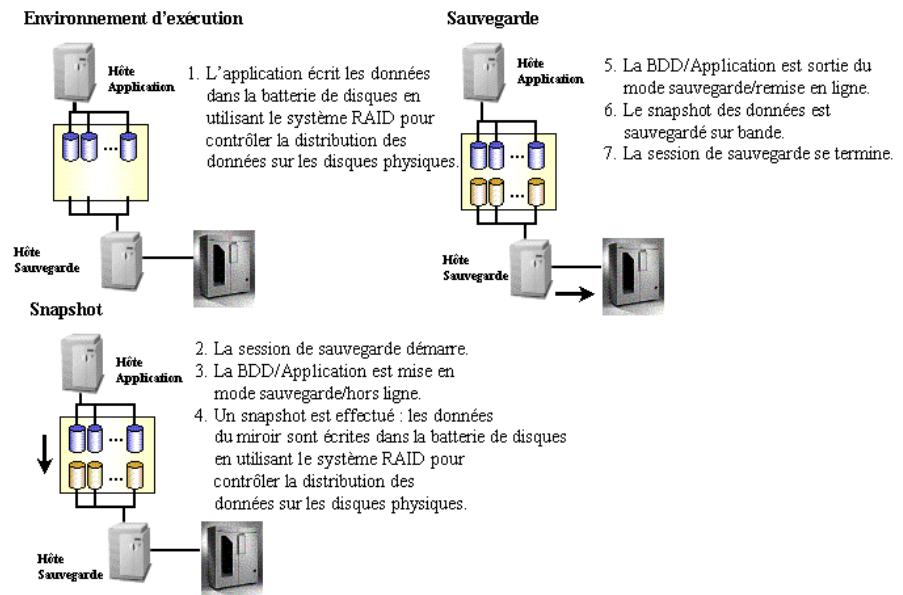 Environnement d'exécution
Hôte
Application
1. L'application écrit les données
dans la batterie de disques en
utilisant le système RAID pour
contrôler la distribution des
données sur les disques physiques.
...
Hôte
Sauvegarde
Snapshot
Hôte
Application
2. La session de sauvegarde démarre.
3. La BDD/Application est mise en
mode sauvegarde/hors ligne.
4. Un snapshot est effectué : les données
du miroir sont écrites dans la batterie de disques
en utilisant le système RAID pour
contrôler la distribution des
données sur les disques physiques.
...
...
Hôte
Sauvegarde
Sauvegarde
Hôte
Application
5. La BDD/Application est sortie du
mode sauvegarde/remise en ligne.
6. Le snapshot des données est
sauvegardé sur bande.
7. La session de sauvegarde se termine.
...
...
Hôte
Sauvegarde